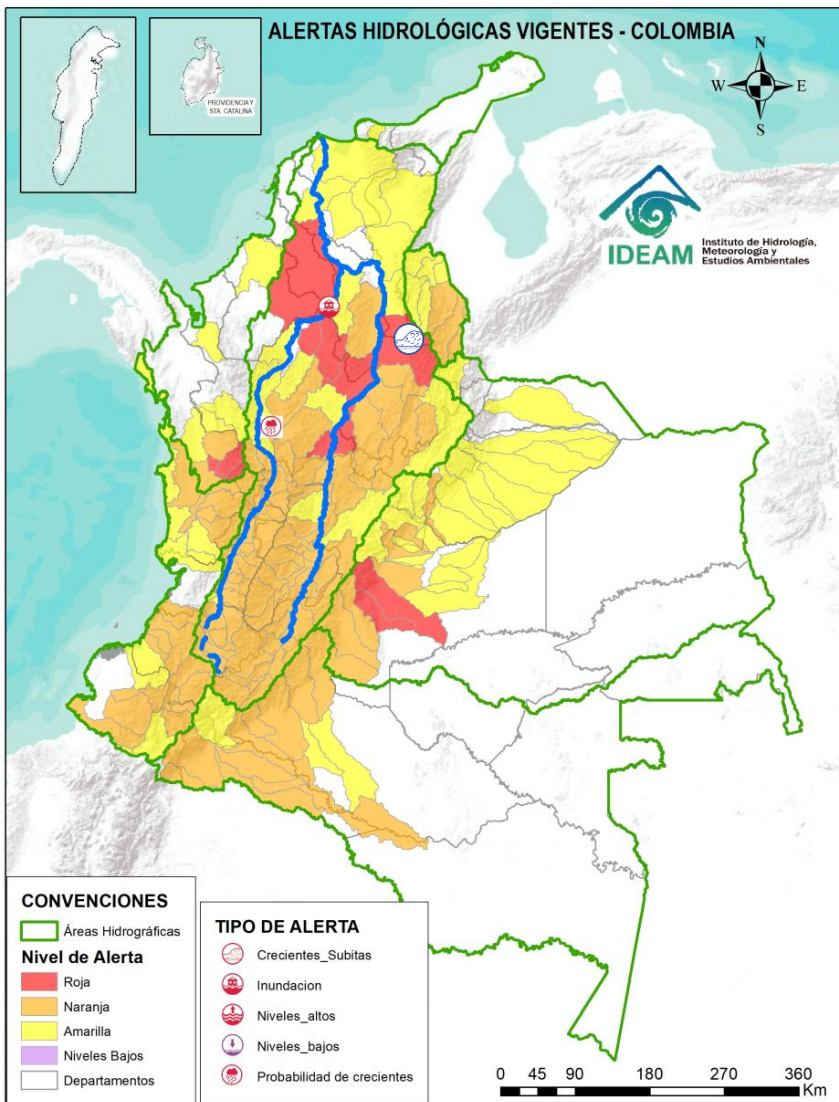 ALERTAS HIDROLÓGICAS VIGENTES - COLOMBIA
PROVIDENCIA Y
STA. CATALINA
N
W
E
S
IDEAM
Instituto de Hidrología,
Meteorología y
Estudios Ambientales
CONVENCIONES
Áreas Hidrográficas
Nivel de Alerta
Roja
Naranja
Amarilla
Niveles Bajos
Departamentos
TIPO DE ALERTA
Crecientes_Subitas
Inundacion
Niveles_altos
Niveles_bajos
Probabilidad de crecientes
0 45 90 180 270 360
Km